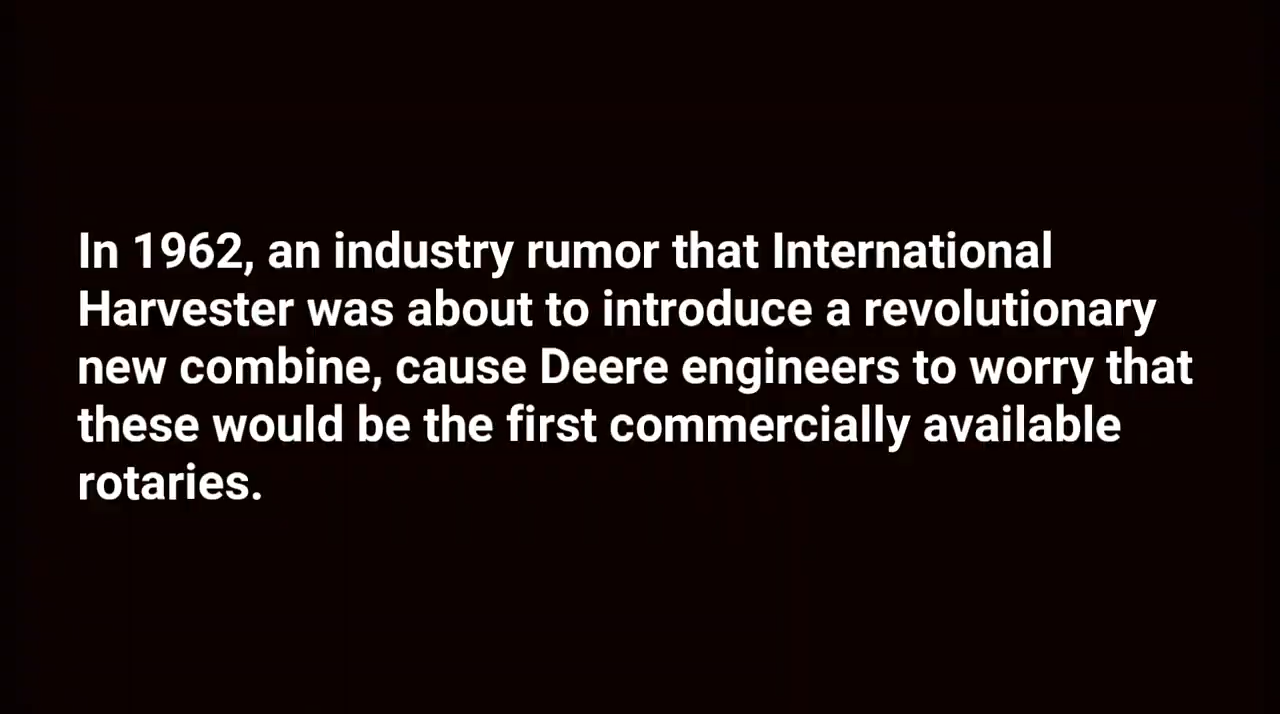 In 1962, an industry rumor that International
Harvester was about to introduce a revolutionary
new combine, cause Deere engineers to worry that
these would be the first commercially available
rotaries.